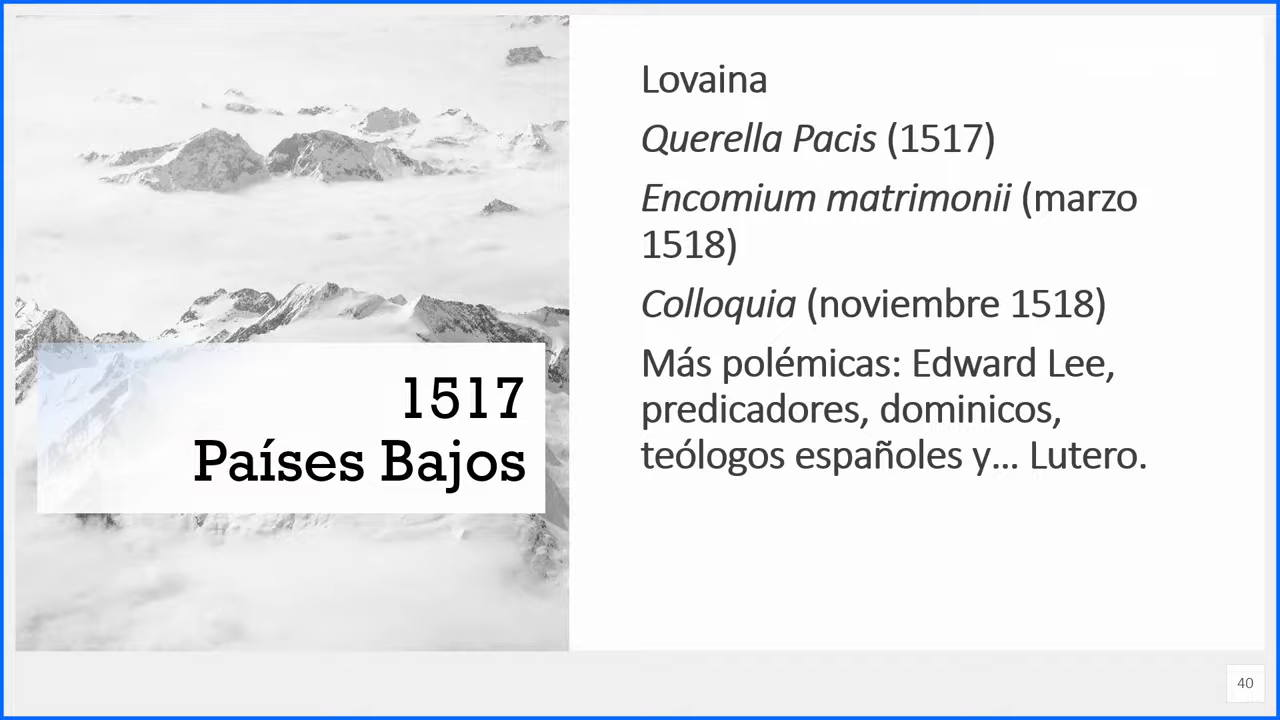 1517
Países Bajos
Lovaina
Querella Pacis (1517)
Encomium matrimonii (marzo
1518)
Colloquia (noviembre 1518)
Más polémicas: Edward Lee,
predicadores, dominicos,
teólogos españoles y... Lutero.
40